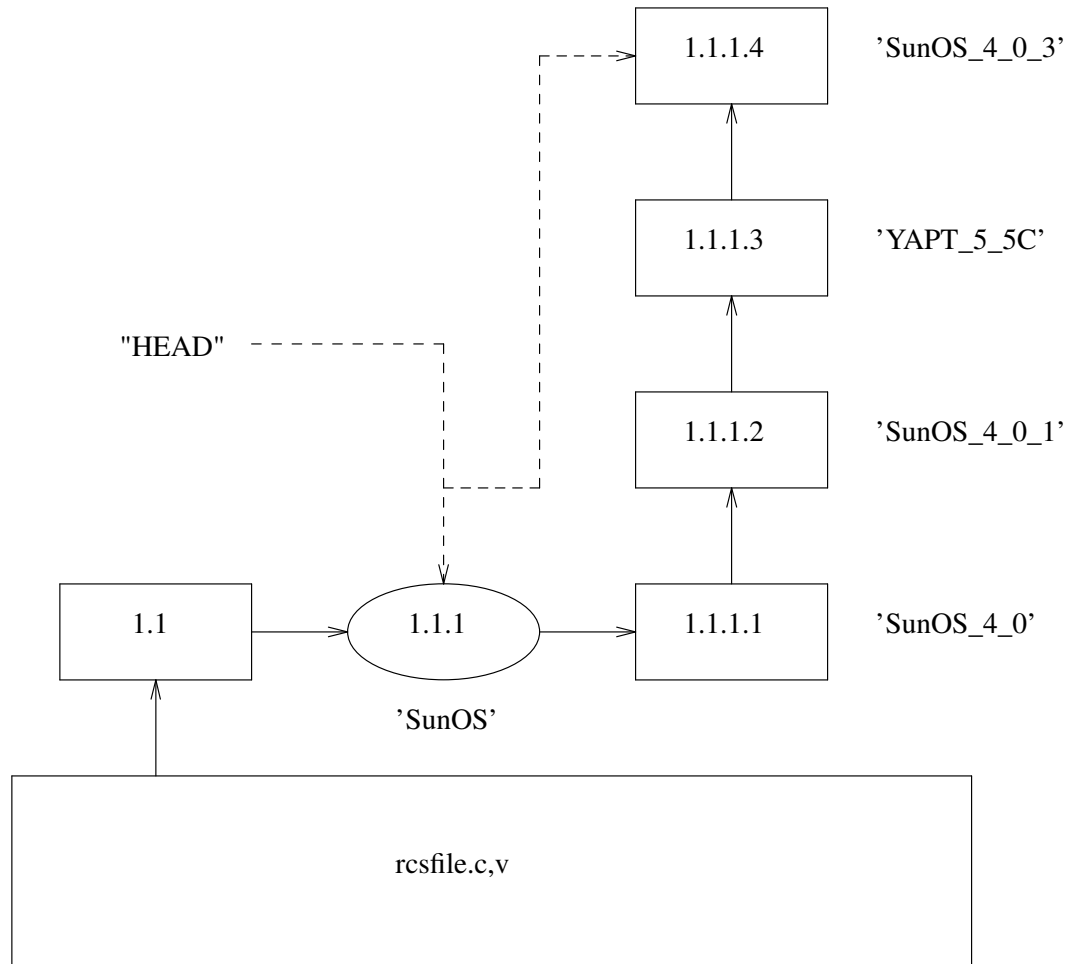 1.1.1.4 ’SunOS_4_0_3’
1.1.1.3 ’YAPT_5_5C’
"HEAD"
1.1.1.2 ’SunOS_4_0_1’
1.1 1.1.1 1.1.1.1 ’SunOS_4_0’
’SunOS’
rcsfile.c,v